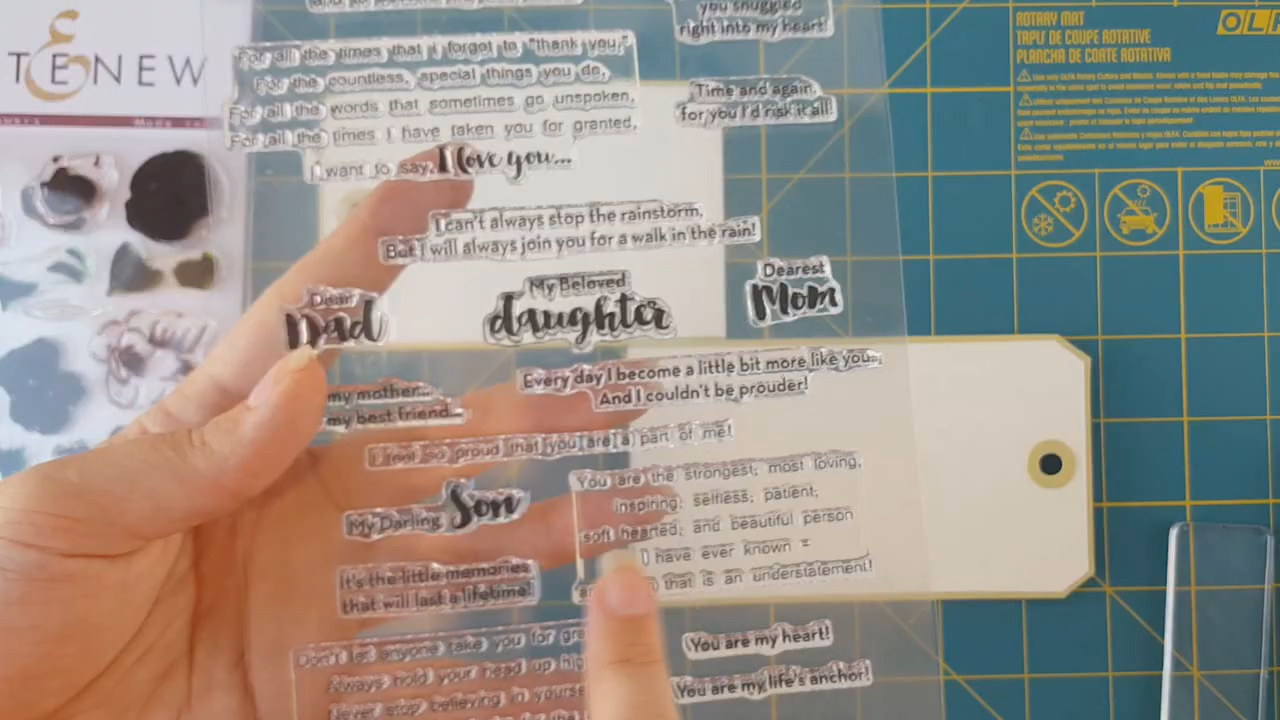 TENEW
you snuggled
right into my heart!
For all the times that I forgot to "thank you,"
For the countless, special things you do,
For all the words that sometimes go unspoken,
For all the times I have taken you for granted,
I want to say, I love you...
Time and again,
for you I'd risk it all!
I can't always stop the rainstorm,
But I will always join you for a walk in the rain!
Dear
Dad
My Beloved
daughter
Dearest
Mom
my mother...
my best friend...
Every day I become a little bit more like you...
And I couldn't be prouder!
I feel so proud that you are a part of me!
My Darling Son
You are the strongest, most loving,
inspiring, selfless, patient,
soft hearted, and beautiful person
I have ever known -
that is an understatement!
It's the little memories
that will last a lifetime!
Don't let anyone take you for
Always hold your head up
Never stop believing in
You are my heart!
You are my life's anchor!
ROTARY MAT
TAPIS DE COUPE ROTATIVE
PLANCHA DE CORTE ROTATIVA
OL